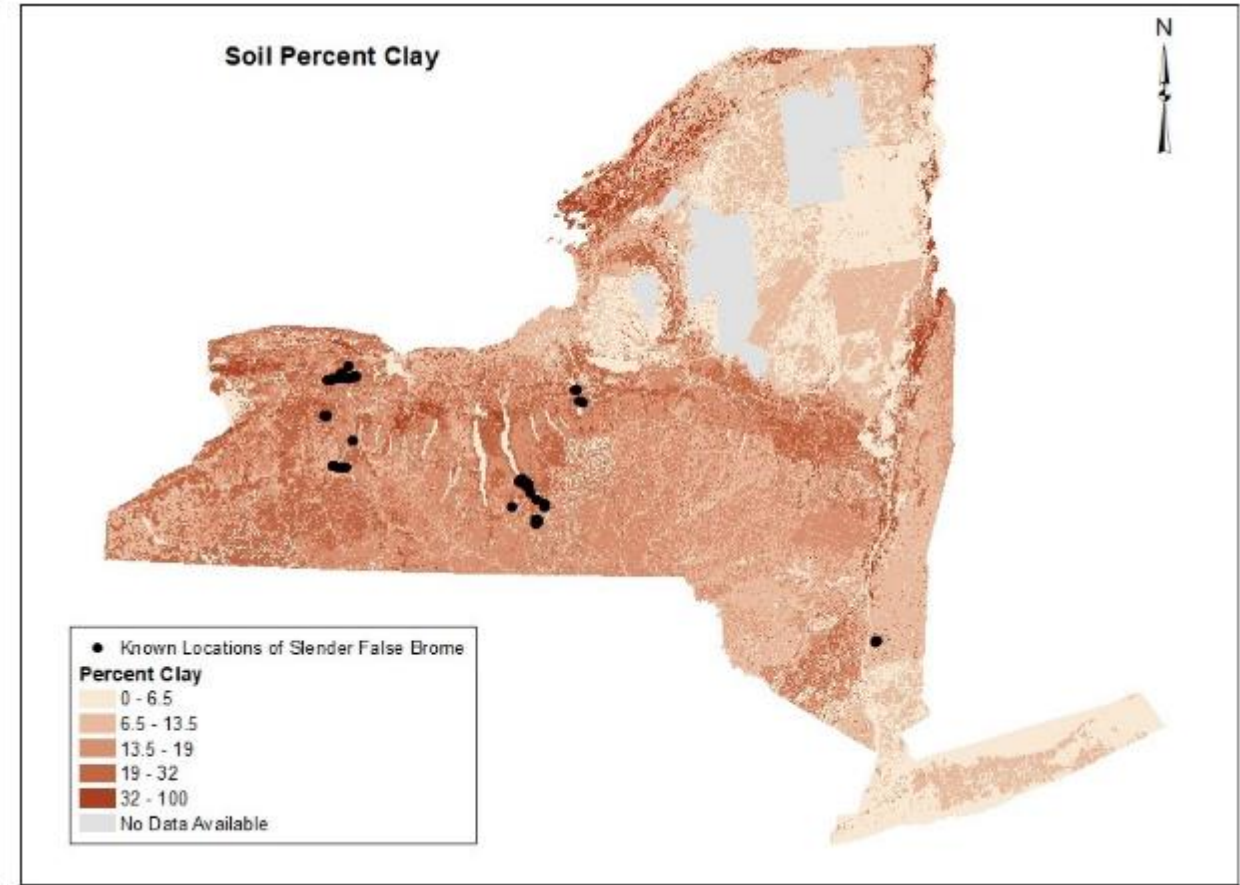 Soil Percent Clay
N
Known Locations of Slender False Brome
Percent Clay
0 - 6.5
6.5 - 13.5
13.5 - 19
19 - 32
32 - 100
No Data Available